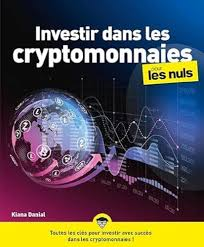 Investir dans les
cryptomonnaies
pour
les nuls
Kiana Danial
Toutes les clés pour investir avec succès
dans les cryptomonnaies !